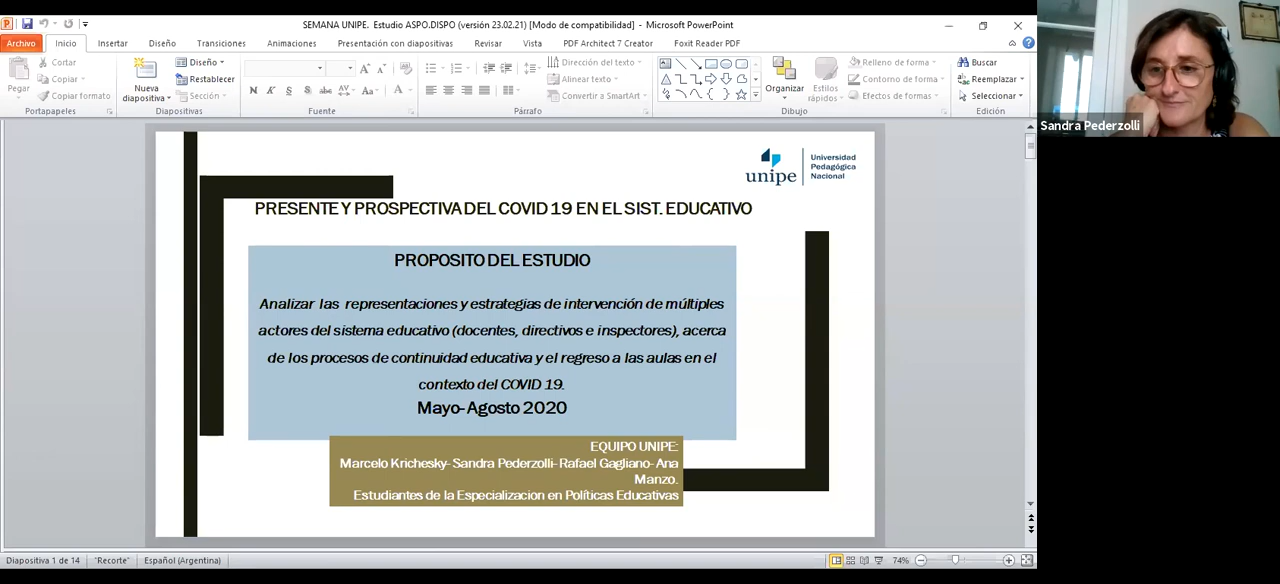 SEMANA UNIPE. Estudio ASPO.DISPO (versión 23.02.21) [Modo de compatibilidad] - Microsoft PowerPoint
Archivo Inicio Insertar Diseño Transiciones Animaciones Presentación con diapositivas Revisar Vista PDF Architect 7 Creator Foxit Reader PDF
Pegar
Cortar
Copiar
Copiar formato
Portapapeles
Nueva
diapositiva
Diseño
Restablecer
Sección
Diapositivas
N K S S abc AV Aa A
Fuente
Dirección del texto
Alinear texto
Convertir a SmartArt
Párrafo
Organizar
Estilos
rápidos
Relleno de forma
Contorno de forma
Efectos de formas
Dibujo
Buscar
Reemplazar
Seleccionar
Edición
Sandra Pederzolli
unipe
Universidad
Pedagógica
Nacional
PRESENTE Y PROSPECTIVA DEL COVID 19 EN EL SIST. EDUCATIVO
PROPOSITO DEL ESTUDIO
Analizar las representaciones y estrategias de intervención de múltiples
actores del sistema educativo (docentes, directivos e inspectores), acerca
de los procesos de continuidad educativa y el regreso a las aulas en el
contexto del COVID 19.
Mayo- Agosto 2020
EQUIPO UNIPE:
Marcelo Krichesky- Sandra Pederzolli- Rafael Gagliano- Ana
Manzo.
Estudiantes de la Especializacion en Políticas Educativas
Diapositiva 1 de 14 "Recorte" Español (Argentina) 74%